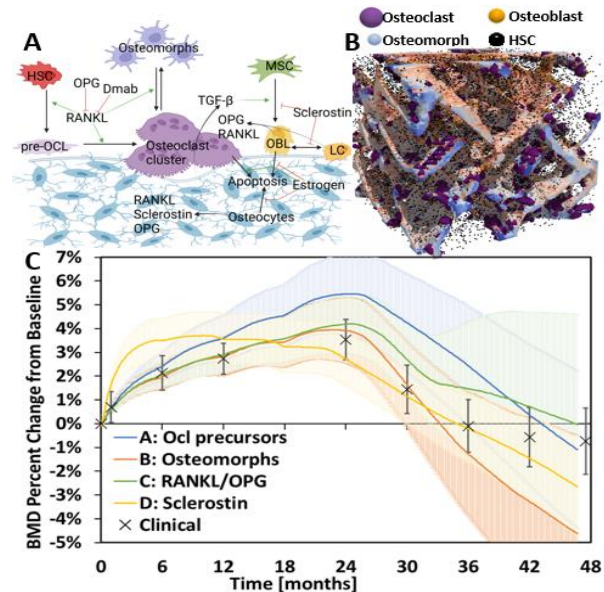 A
Osteomorphs
HSC
OPG
Dmab
RANKL
MSC
TGF-β
Sclerostin
OPG
RANKL
pre-OCL
Osteoclast
cluster
OBL
LC
Apoptosis
Estrogen
RANKL
Sclerostin
OPG
Osteocytes
Osteoclast
Osteoblast
B
Osteomorph
HSC
C
BMD Percent Change from Baseline
7%
6%
5%
4%
3%
2%
1%
0%
-1%
-2%
-3%
-4%
-5%
A: Ocl precursors
B: Osteomorphs
C: RANKL/OPG
D: Sclerostin
Clinical
0
6
12
18
24
30
36
42
48
Time [months]